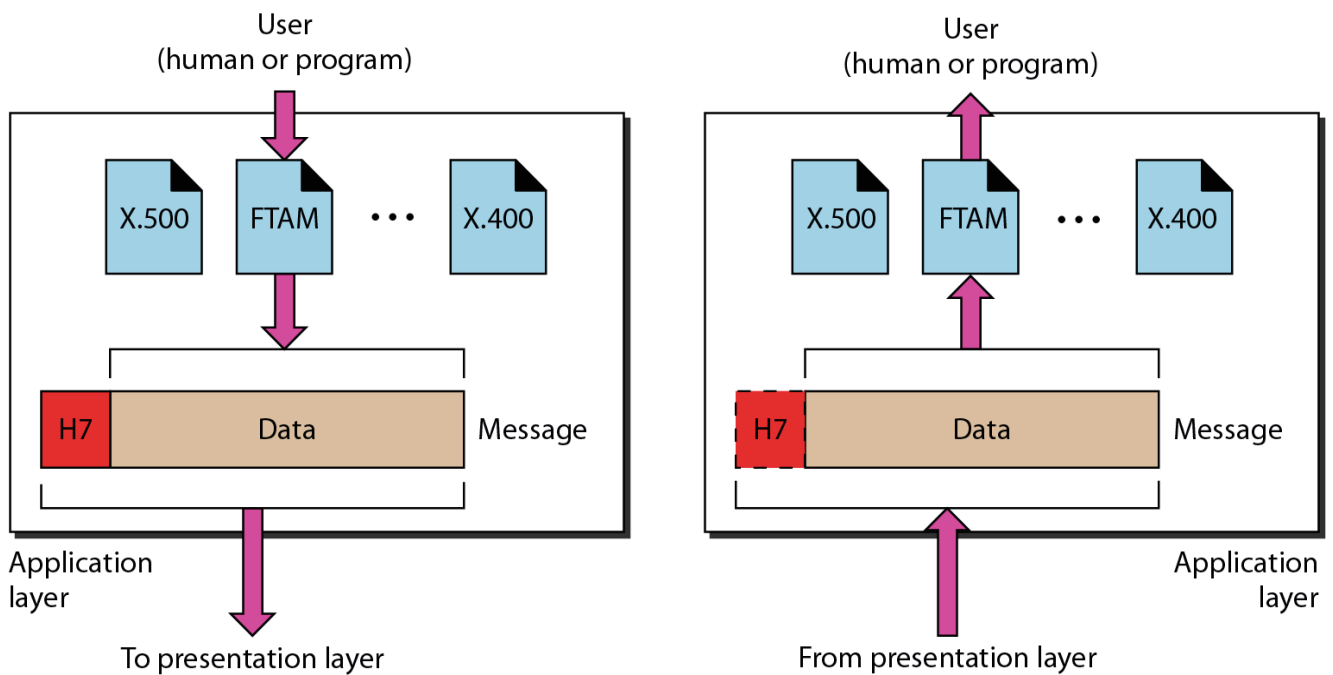 User
(human or program)
X.500
FTAM
...
X.400
H7
Data
Message
Application
layer
To presentation layer
User
(human or program)
X.500
FTAM
...
X.400
H7
Data
Message
Application
layer
From presentation layer